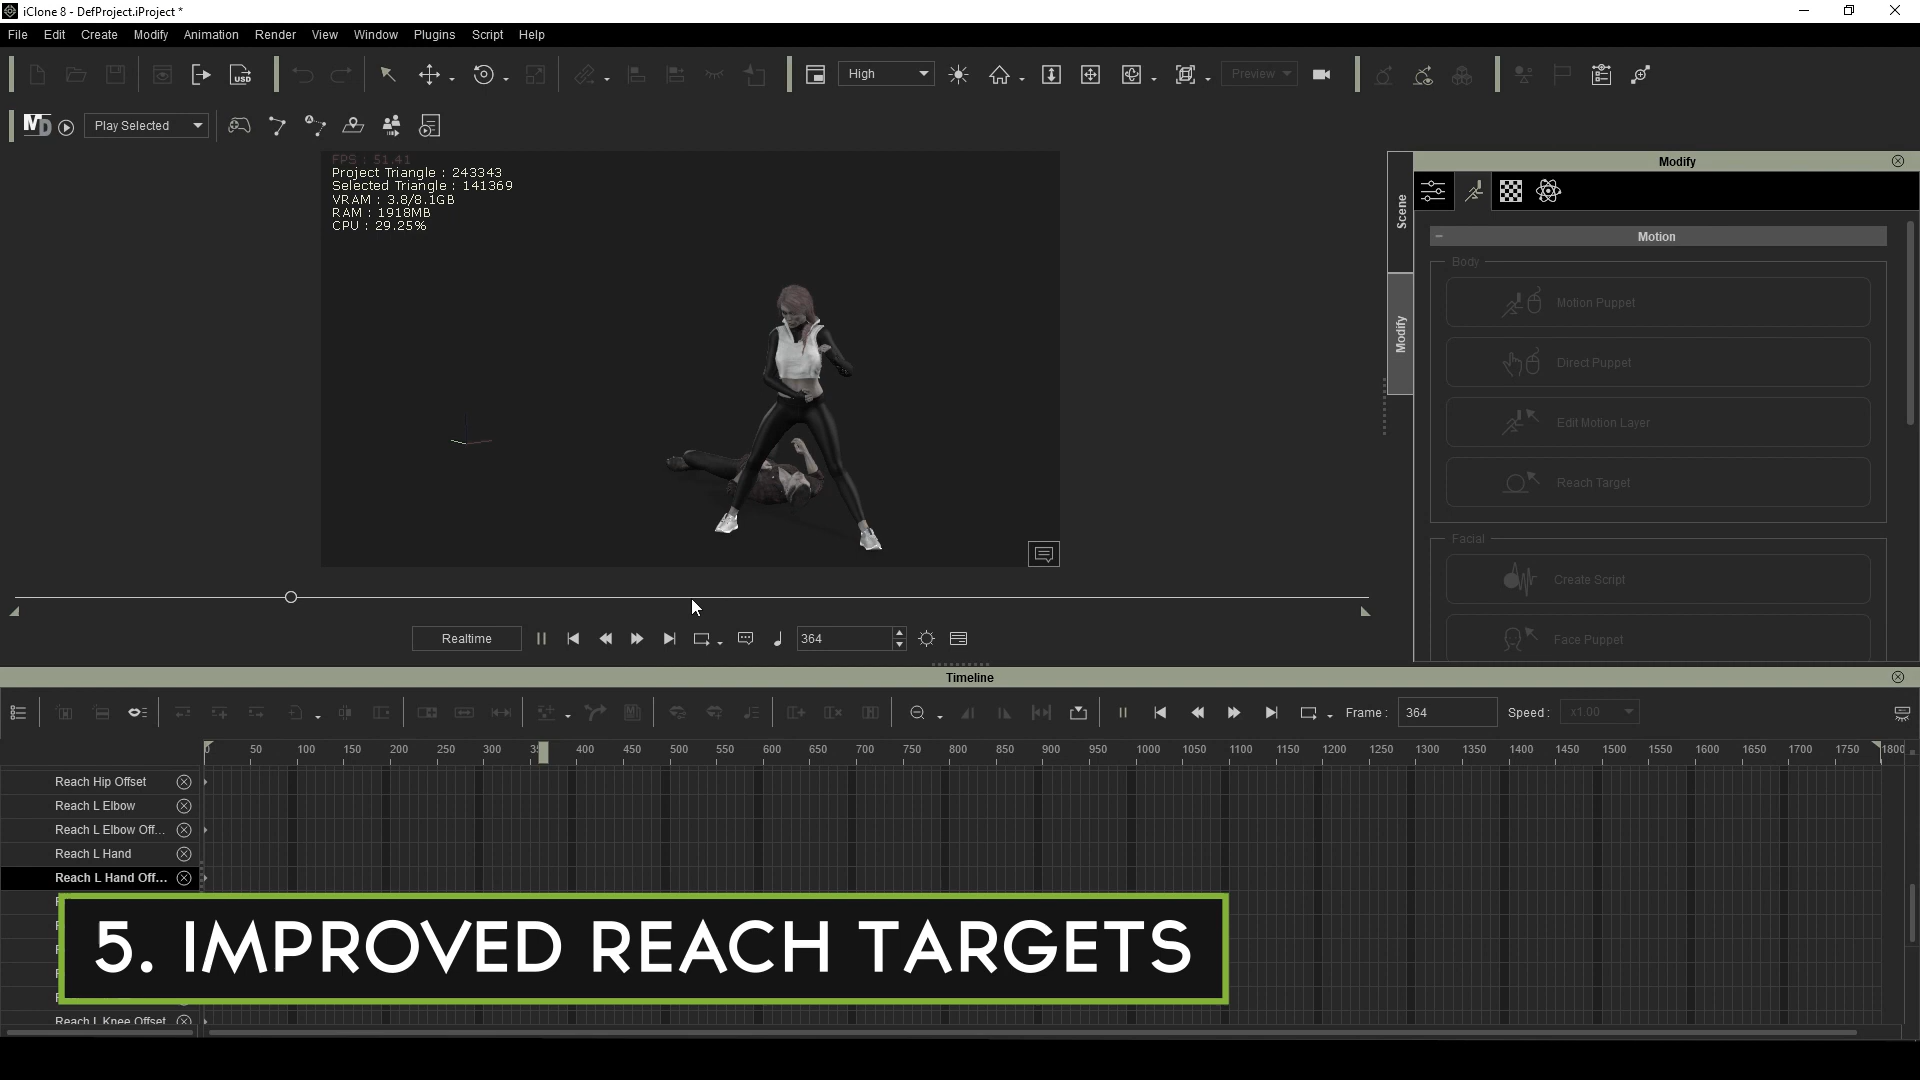 iClone 8 - DefProject.iProject *
File Edit Create Modify Animation Render View Window Plugins Script Help
High
Preview
MD
Play Selected
FPS : 51.41
Project Triangle : 243343
Selected Triangle : 141369
VRAM : 3.8/8.1GB
RAM : 1918MB
CPU : 29.25%
Scene
Modify
Modify
Motion
Body
Motion Puppet
Direct Puppet
Edit Motion Layer
Reach Target
Facial
Create Script
Face Puppet
Realtime
364
Timeline
Frame : 364 Speed : x1.00
0 50 100 150 200 250 300 400 450 500 550 600 650 700 750 800 850 900 950 1000 1050 1100 1150 1200 1250 1300 1350 1400 1450 1500 1550 1600 1650 1700 1750 1800
Reach Hip Offset
Reach L Elbow
Reach L Elbow Off...
Reach L Hand
Reach L Hand Off...
5. IMPROVED REACH TARGETS
Reach L Knee Offset